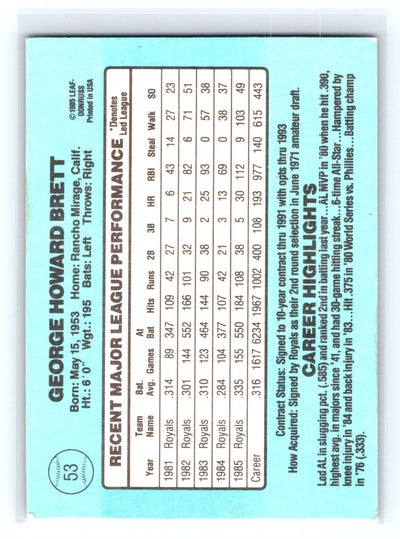 53
©1985 LEAF-
DONRUSS
Printed in USA
GEORGE HOWARD BRETT
Born: May 15, 1953 Home: Rancho Mirage, Calif.
Ht.: 6' 0" Wgt.: 195 Bats: Left Throws: Right
RECENT MAJOR LEAGUE PERFORMANCE
*Denotes
Led League
Year Team Name Bat. Avg. Games At Bat Hits Runs 2B 3B HR RBI Steal Walk SO
1981 Royals .314 89 347 109 42 27 7 6 43 14 27 23
1982 Royals .301 144 552 166 101 32 9 21 82 6 71 51
1983 Royals .310 123 464 144 90 38 2 25 93 0 57 38
1984 Royals .284 104 377 107 42 21 3 13 69 0 38 37
1985 Royals .335 155 550 184 108 38 5 30 112 9 103 49
Career .316 1617 6234 1967 1002 400 108 193 977 140 615 443
Contract Status: Signed to 10-year contract thru 1991 with opts thru 1993
How Acquired: Signed by Royals as their 2nd round selection in June 1971 amateur draft.
CAREER HIGHLIGHTS
Led AL in slugging pct. (.585) and ranked 2nd in batting last year...AL MVP in '80 when he hit .390,
highest avg. in majors since '41, and had 30-game hitting streak...6-time All-Star...Hampered by
knee injury in '84 and back injury in '83...Hit .375 in '80 World Series vs. Phillies...Batting champ
in '76 (.333).